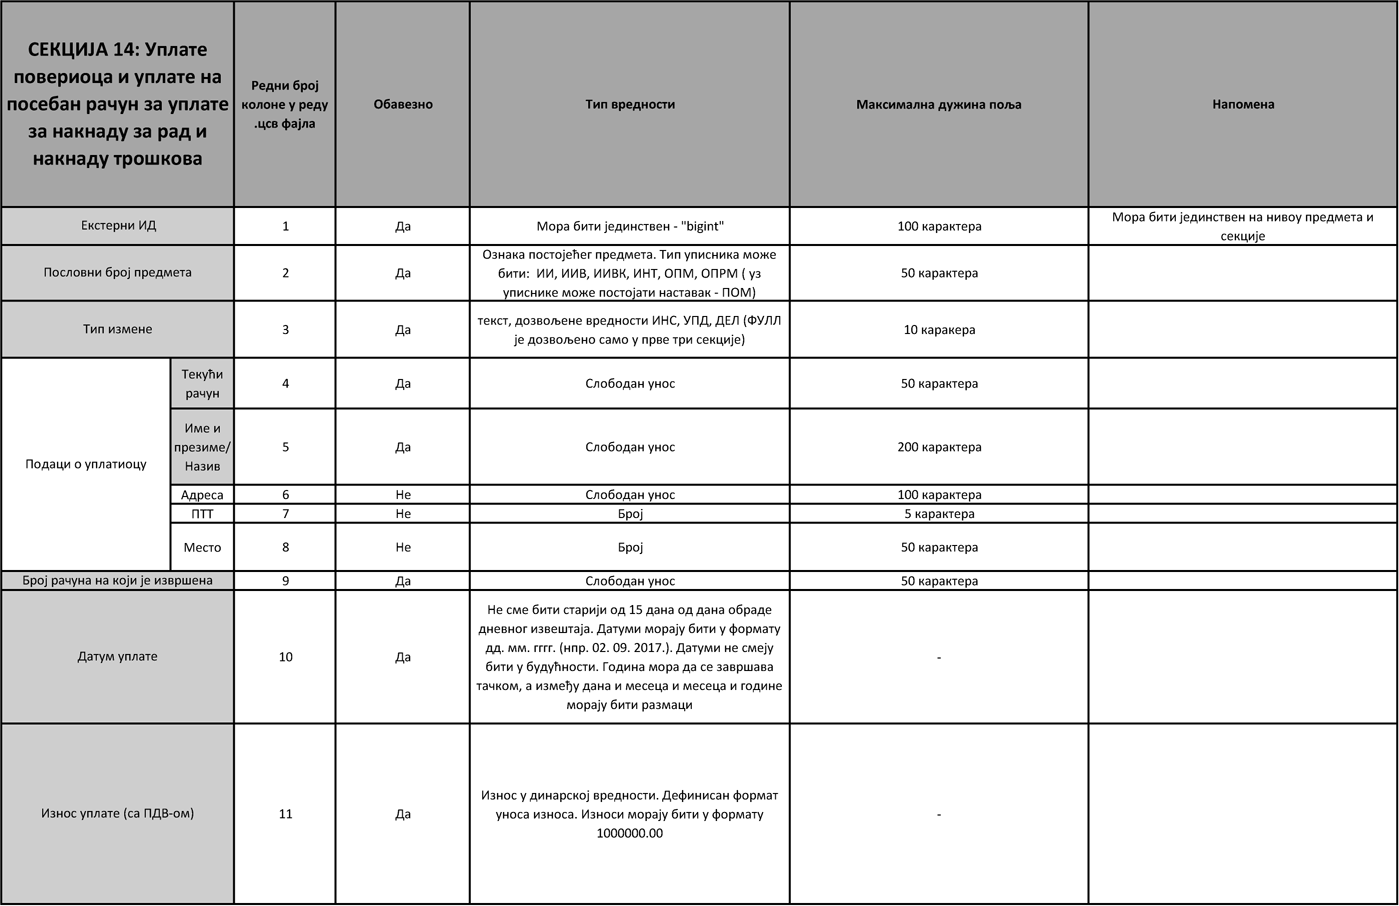 СЕКЦИЈА 14: Уплате
повериоца и уплате на
посебан рачун за уплате
за накнаду за рад и
накнаду трошкова
Редни број
колоне у реду
.цсв фајла
Обавезно
Тип вредности
Максимална дужина поља
Напомена
Екстерни ИД
1
Да
Мора бити јединствен - "bigint"
100 карактера
Мора бити јединствен на нивоу предмета и
секције
Пословни број предмета
2
Да
Ознака постојећег предмета. Тип уписника може
бити:  ИИ, ИИВ, ИИВК, ИНТ, ОПМ, ОПРМ ( уз
уписнике може постојати наставак - ПОМ)
50 карактера
Тип измене
3
Да
текст, дозвољене вредности ИНС, УПД, ДЕЛ (ФУЛЛ
је дозвољено само у прве три секције)
10 каракера
Подаци о уплатиоцу
Текући
рачун
4
Да
Слободан унос
50 карактера
Име и
презиме/
Назив
5
Да
Слободан унос
200 карактера
Адреса
6
Не
Слободан унос
100 карактера
ПТТ
7
Не
Број
5 карактера
Место
8
Не
Број
50 карактера
Број рачуна на који је извршена
9
Да
Слободан унос
50 карактера
Датум уплате
10
Да
Не сме бити старији од 15 дана од дана обраде
дневног извештаја. Датуми морају бити у формату
дд. мм. гггг. (нпр. 02. 09. 2017.). Датуми не смеју
бити у будућности. Година мора да се завршава
тачком, а између дана и месеца и месеца и године
морају бити размаци
-
Износ уплате (са ПДВ-ом)
11
Да
Износ у динарској вредности. Дефинисан формат
уноса износа. Износи морају бити у формату
1000000.00
-